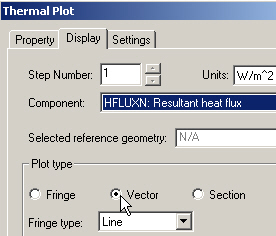 Thermal Plot
Property Display Settings
Step Number: 1 Units: W/m^2
Component: HFLUXN: Resultant heat flux
Selected reference geometry: N/A
Plot type
Fringe Vector Section
Fringe type: Line